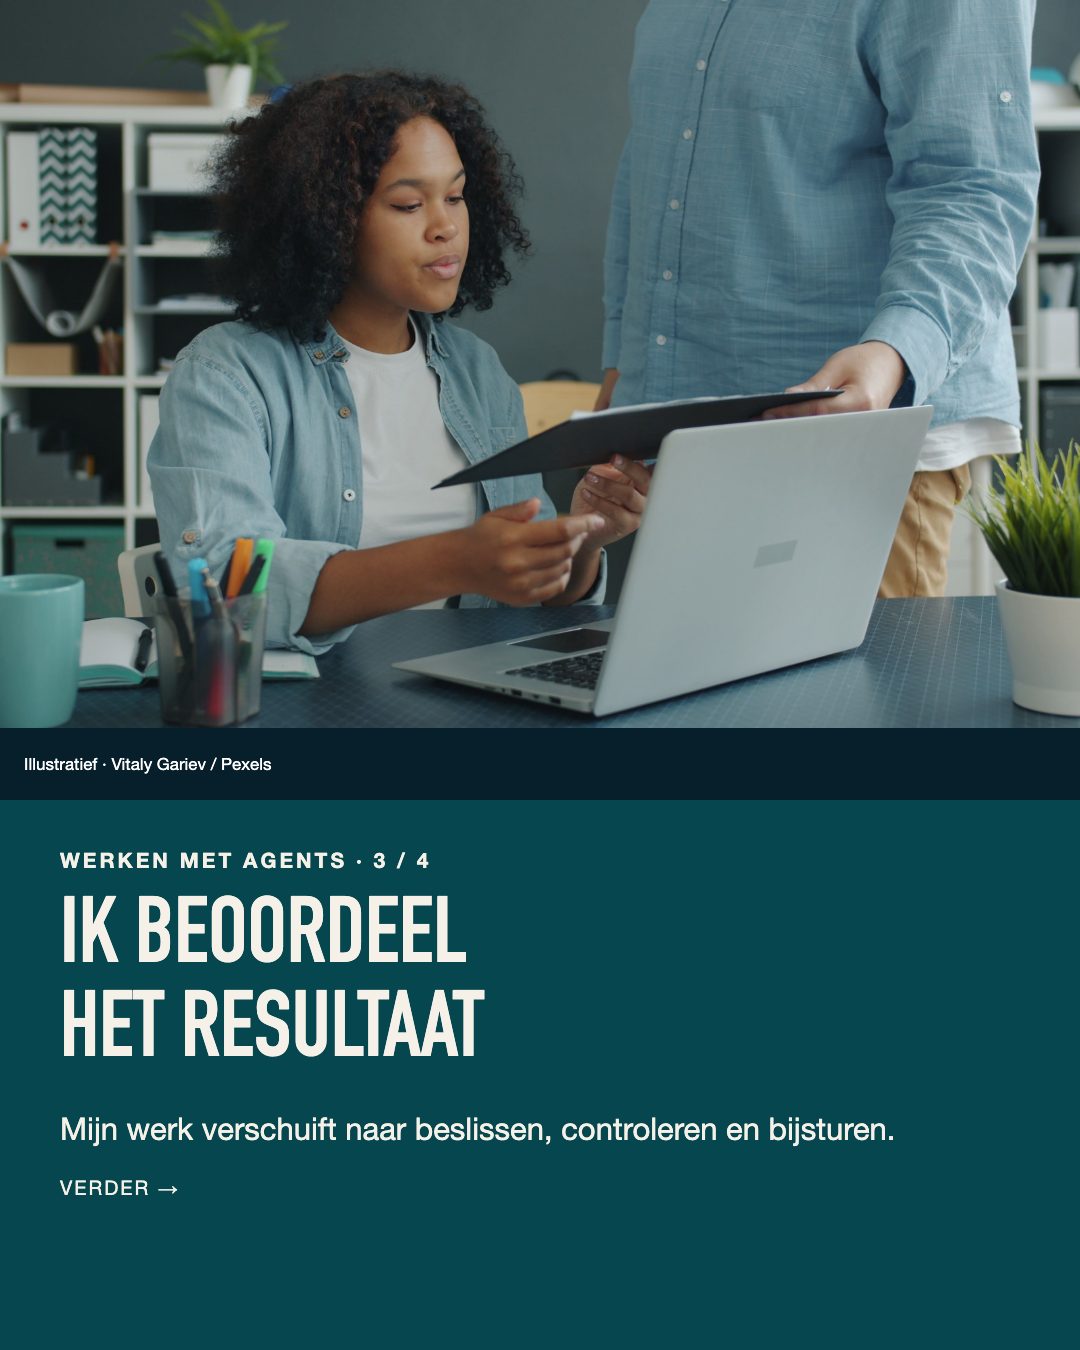 Illustratief · Vitaly Gariev / Pexels
WERKEN MET AGENTS · 3 / 4
IK BEOORDEEL
HET RESULTAAT
Mijn werk verschuift naar beslissen, controleren en bijsturen.
VERDER →